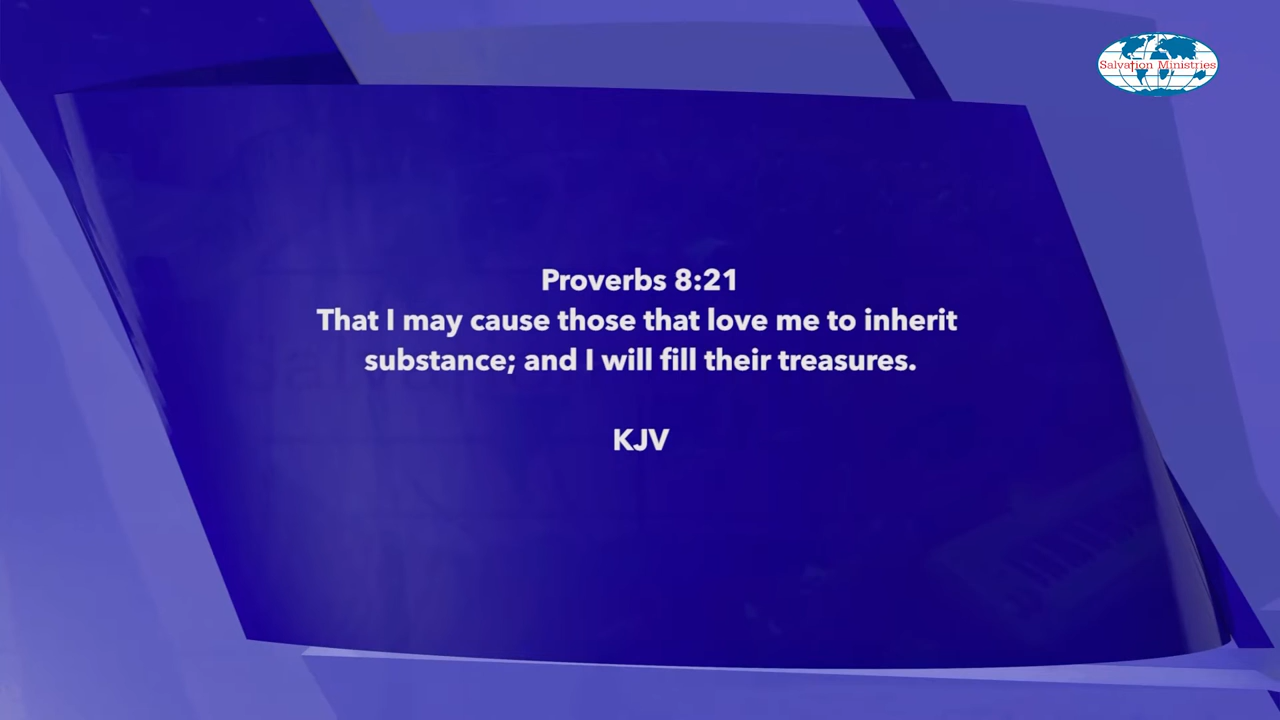 Salvation Ministries
Proverbs 8:21
That I may cause those that love me to inherit
substance; and I will fill their treasures.
KJV